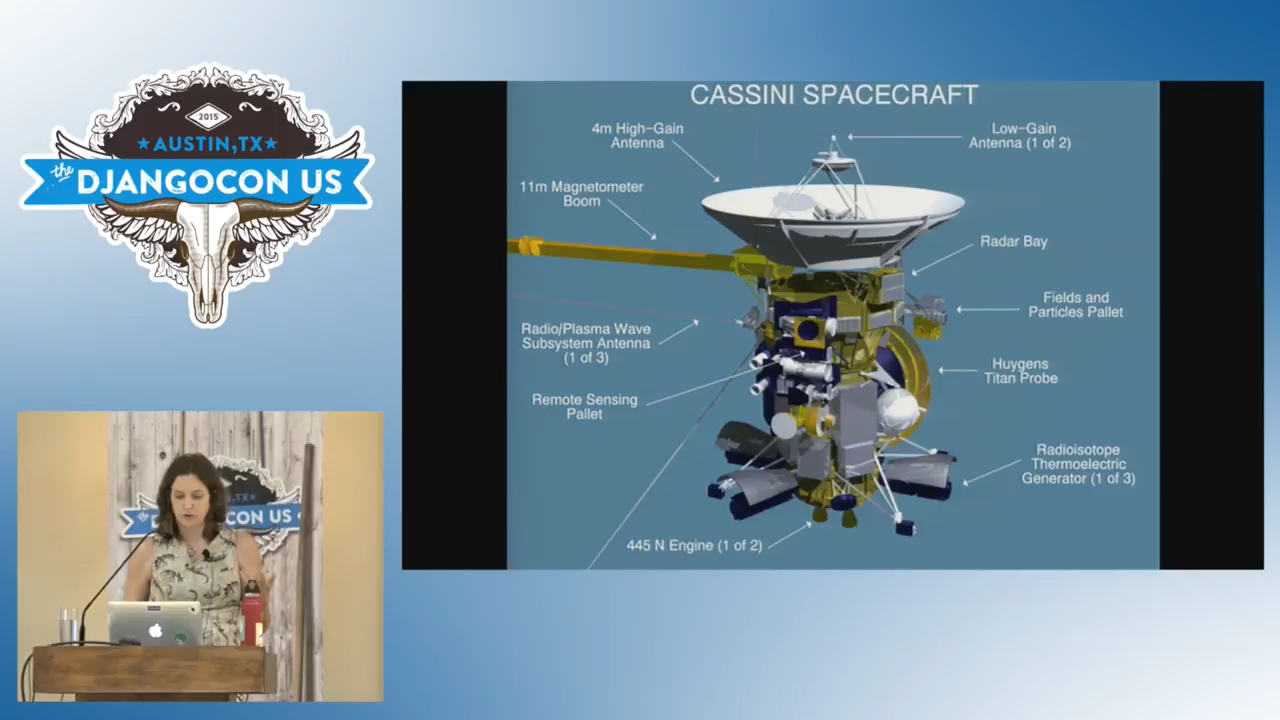 2015
AUSTIN, TX
the
DJANGOCON US
CASSINI SPACECRAFT
4m High-Gain
Antenna
Low-Gain
Antenna (1 of 2)
11m Magnetometer
Boom
Radar Bay
Fields and
Particles Pallet
Radio/Plasma Wave
Subsystem Antenna
(1 of 3)
Huygens
Titan Probe
Remote Sensing
Pallet
Radioisotope
Thermoelectric
Generator (1 of 3)
445 N Engine (1 of 2)
TX
CON US